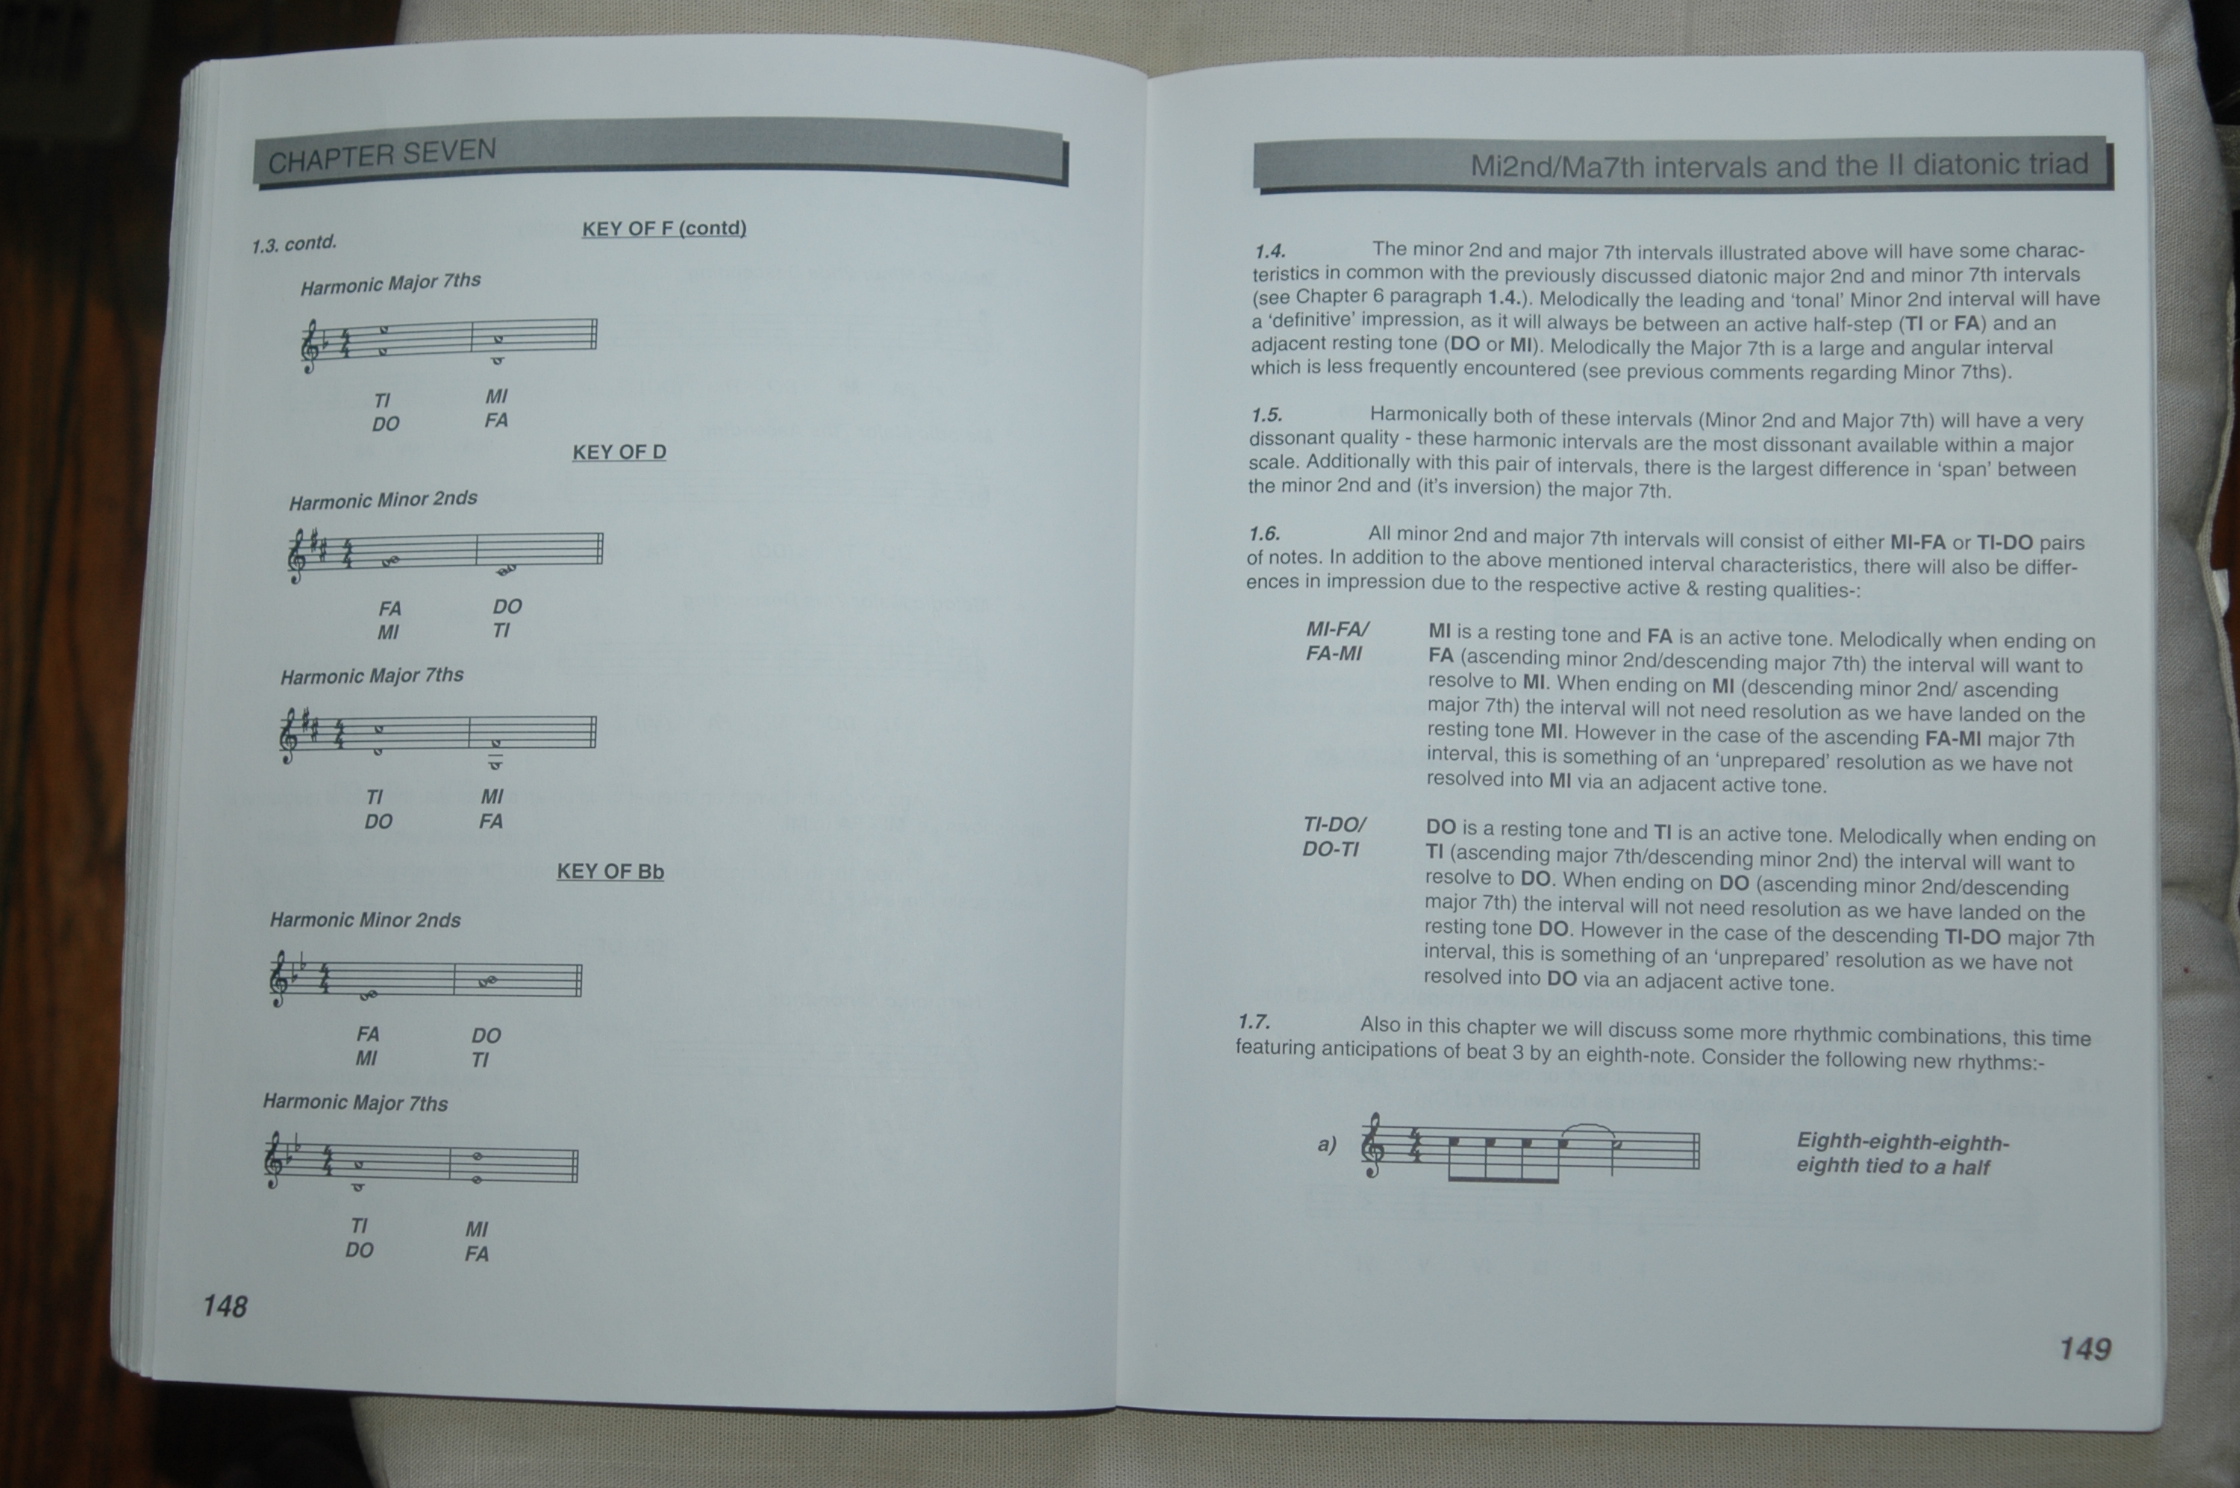 CHAPTER SEVEN
1.3. contd.
KEY OF F (contd)
Harmonic Major 7ths
TI MI
DO FA
KEY OF D
Harmonic Minor 2nds
FA DO
MI TI
Harmonic Major 7ths
TI MI
DO FA
KEY OF Bb
Harmonic Minor 2nds
FA DO
MI TI
Harmonic Major 7ths
TI MI
DO FA
148
Mi2nd/Ma7th intervals and the II diatonic triad
1.4. The minor 2nd and major 7th intervals illustrated above will have some charac-
teristics in common with the previously discussed diatonic major 2nd and minor 7th intervals
(see Chapter 6 paragraph 1.4.). Melodically the leading and 'tonal' Minor 2nd interval will have
a 'definitive' impression, as it will always be between an active half-step (TI or FA) and an
adjacent resting tone (DO or MI). Melodically the Major 7th is a large and angular interval
which is less frequently encountered (see previous comments regarding Minor 7ths).
1.5. Harmonically both of these intervals (Minor 2nd and Major 7th) will have a very
dissonant quality - these harmonic intervals are the most dissonant available within a major
scale. Additionally with this pair of intervals, there is the largest difference in 'span' between
the minor 2nd and (it's inversion) the major 7th.
1.6. All minor 2nd and major 7th intervals will consist of either MI-FA or TI-DO pairs
of notes. In addition to the above mentioned interval characteristics, there will also be differ-
ences in impression due to the respective active & resting qualities-:
MI-FA/ MI is a resting tone and FA is an active tone. Melodically when ending on
FA-MI FA (ascending minor 2nd/descending major 7th) the interval will want to
resolve to MI. When ending on MI (descending minor 2nd/ ascending
major 7th) the interval will not need resolution as we have landed on the
resting tone MI. However in the case of the ascending FA-MI major 7th
interval, this is something of an 'unprepared' resolution as we have not
resolved into MI via an adjacent active tone.
TI-DO/ DO is a resting tone and TI is an active tone. Melodically when ending on
DO-TI TI (ascending major 7th/descending minor 2nd) the interval will want to
resolve to DO. When ending on DO (ascending minor 2nd/descending
major 7th) the interval will not need resolution as we have landed on the
resting tone DO. However in the case of the descending TI-DO major 7th
interval, this is something of an 'unprepared' resolution as we have not
resolved into DO via an adjacent active tone.
1.7. Also in this chapter we will discuss some more rhythmic combinations, this time
featuring anticipations of beat 3 by an eighth-note. Consider the following new rhythms:-
a) Eighth-eighth-eighth-
eighth tied to a half
149